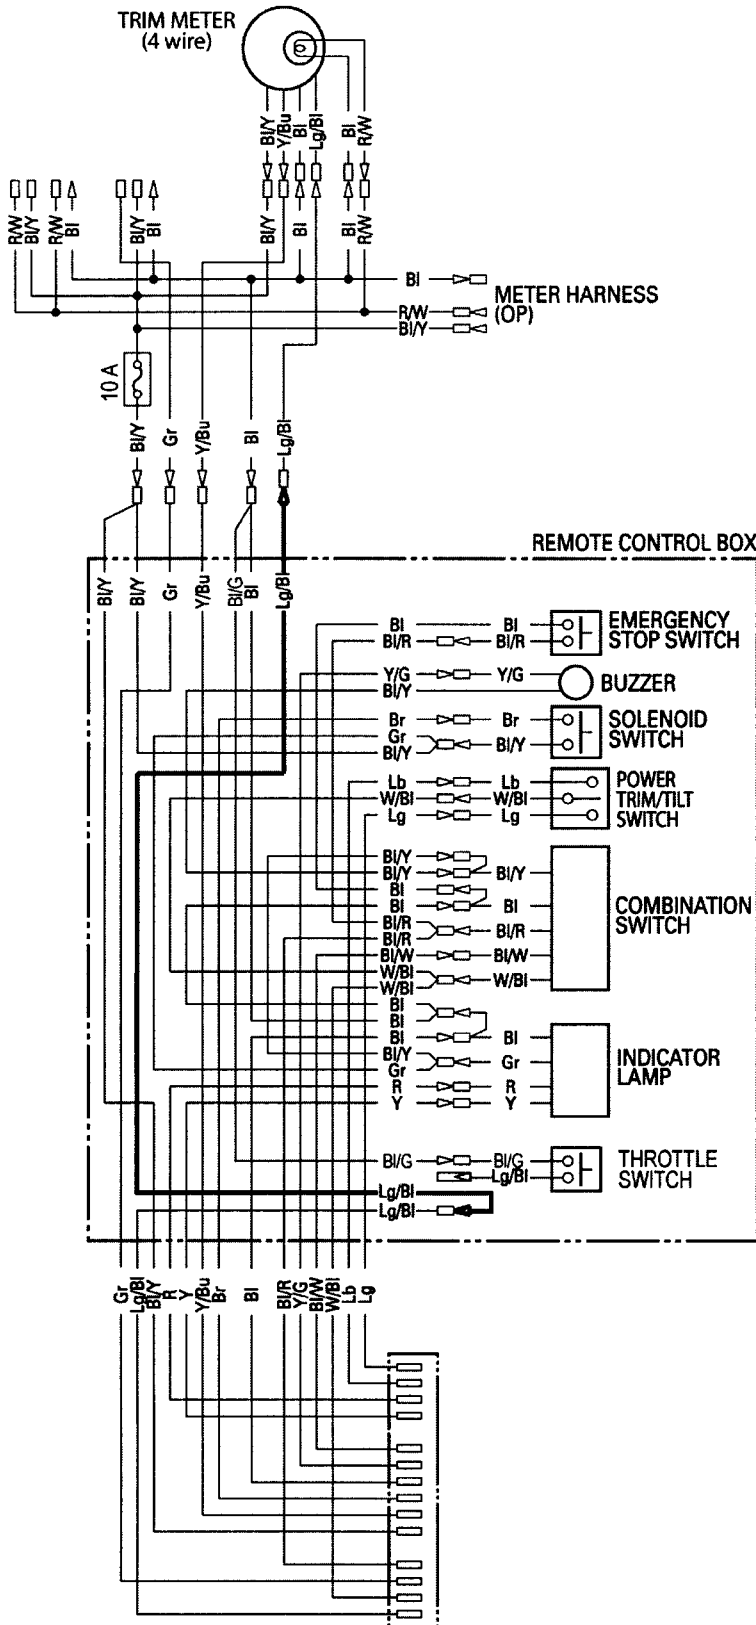 TRIM METER
(4 wire)
Bl/Y
Y/Bu
Bl
Lg/Bl
Bl
R/W
R/W
Bl/Y
R/W
Bl
Bl/Y
Bl
Bl/Y
Bl
Bl
R/W
Bl
METER HARNESS
(OP)
R/W
Bl/Y
10 A
Bl/Y
Gr
Y/Bu
Bl
Lg/Bl
REMOTE CONTROL BOX
Bl/Y
Bl/Y
Gr
Y/Bu
Bl/G
Bl
Lg/Bl
Bl Bl
Bl/R Bl/R
EMERGENCY
STOP SWITCH
Y/G Y/G
Bl/Y
BUZZER
Br Br
Gr
Bl/Y Bl/Y
SOLENOID
SWITCH
Lb Lb
W/Bl W/Bl
Lg Lg
POWER
TRIM/TILT
SWITCH
Bl/Y
Bl/Y Bl/Y
Bl
Bl Bl
Bl/R
Bl/R Bl/R
Bl/W Bl/W
W/Bl
W/Bl W/Bl
COMBINATION
SWITCH
Bl
Bl
Bl Bl
Bl/Y
Gr Gr
R R
Y Y
INDICATOR
LAMP
Bl/G Bl/G
Lg/Bl
THROTTLE
SWITCH
Lg/Bl
Lg/Bl
Gr
Lg/Bl
Bl/Y
R
Y
Y/Bu
Br
Bl
Bl/R
Y/G
Bl/W
W/Bl
Lb
Lg